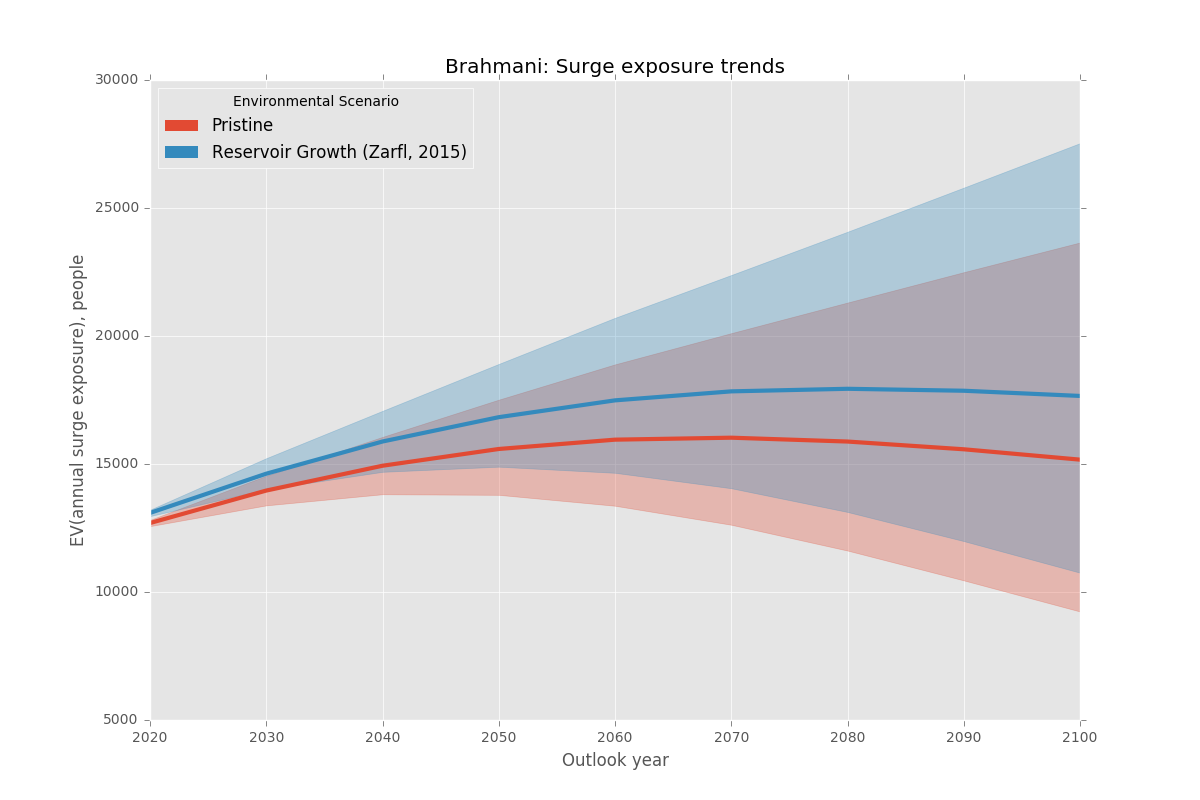 Brahmani: Surge exposure trends
Environmental Scenario
Pristine
Reservoir Growth (Zarfl, 2015)
EV(annual surge exposure), people
30000
25000
20000
15000
10000
5000
2020 2030 2040 2050 2060 2070 2080 2090 2100
Outlook year